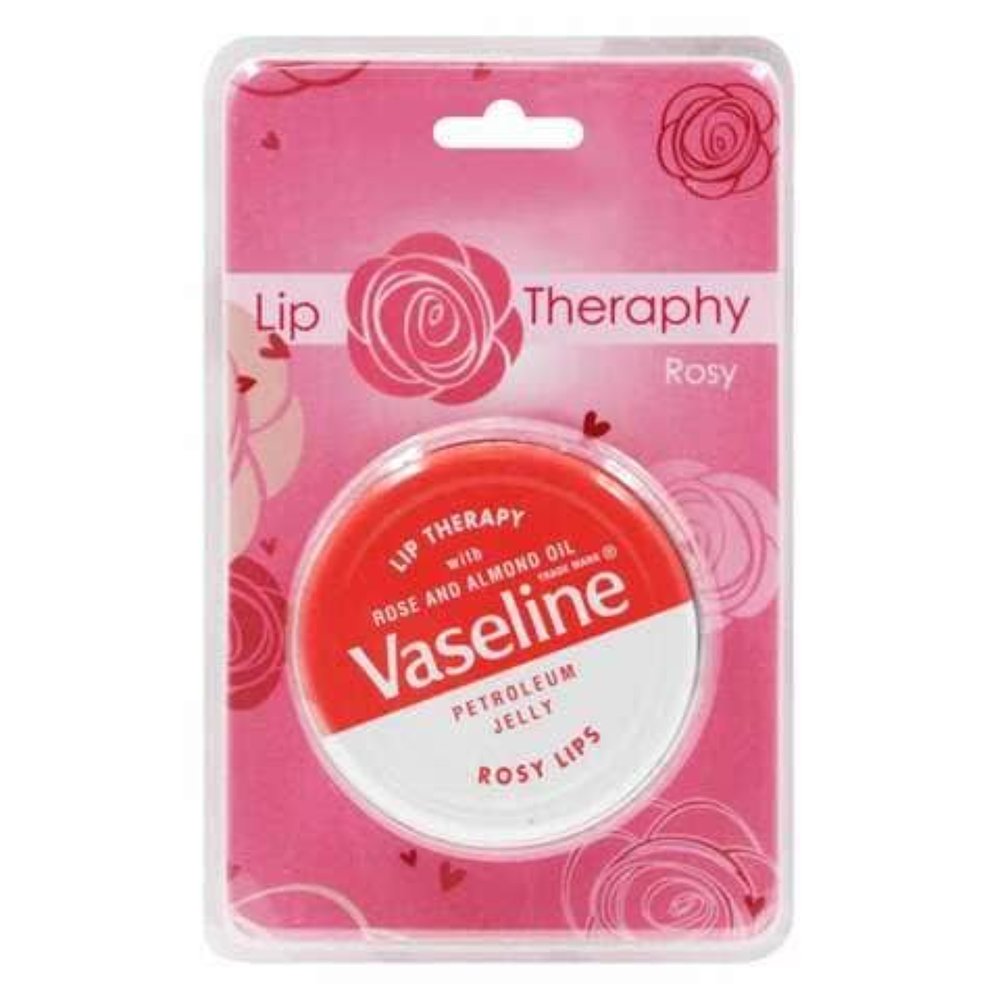 Lip Theraphy
Rosy
LIP THERAPY
with
ROSE AND ALMOND OIL
TRADE MARK ®
Vaseline
PETROLEUM
JELLY
ROSY LIPS